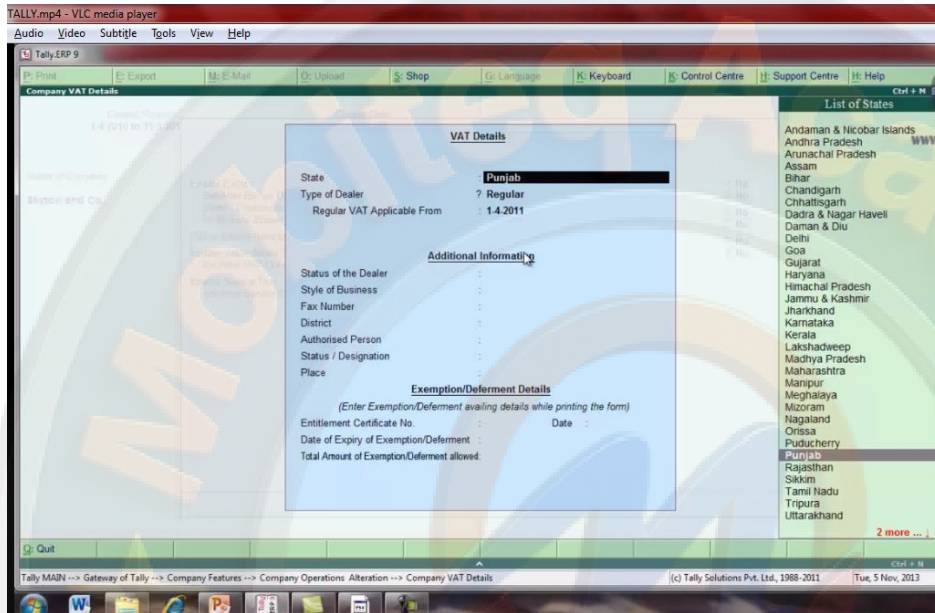 TALLY.mp4 - VLC media player
Audio Video Subtitle Tools View Help
Tally.ERP 9
P: Print E: Export M: E-Mail O: Upload S: Shop G: Language K: Keyboard K: Control Centre H: Support Centre H: Help
Company VAT Details Ctrl + M
List of States
VAT Details
State : Punjab
Type of Dealer ? Regular
Regular VAT Applicable From : 1-4-2011
Additional Information
Status of the Dealer :
Style of Business :
Fax Number :
District :
Authorised Person :
Status / Designation :
Place :
Exemption/Deferment Details
(Enter Exemption/Deferment availing details while printing the form)
Entitlement Certificate No. : Date :
Date of Expiry of Exemption/Deferment :
Total Amount of Exemption/Deferment allowed:
Andaman & Nicobar Islands
Andhra Pradesh
Arunachal Pradesh
Assam
Bihar
Chandigarh
Chhattisgarh
Dadra & Nagar Haveli
Daman & Diu
Delhi
Goa
Gujarat
Haryana
Himachal Pradesh
Jammu & Kashmir
Jharkhand
Karnataka
Kerala
Lakshadweep
Madhya Pradesh
Maharashtra
Manipur
Meghalaya
Mizoram
Nagaland
Orissa
Puducherry
Punjab
Rajasthan
Sikkim
Tamil Nadu
Tripura
Uttarakhand
2 more ... ↓
Q: Quit
Ctrl + N
Tally MAIN --> Gateway of Tally --> Company Features --> Company Operations Alteration --> Company VAT Details (c) Tally Solutions Pvt. Ltd., 1988-2011 Tue, 5 Nov, 2013